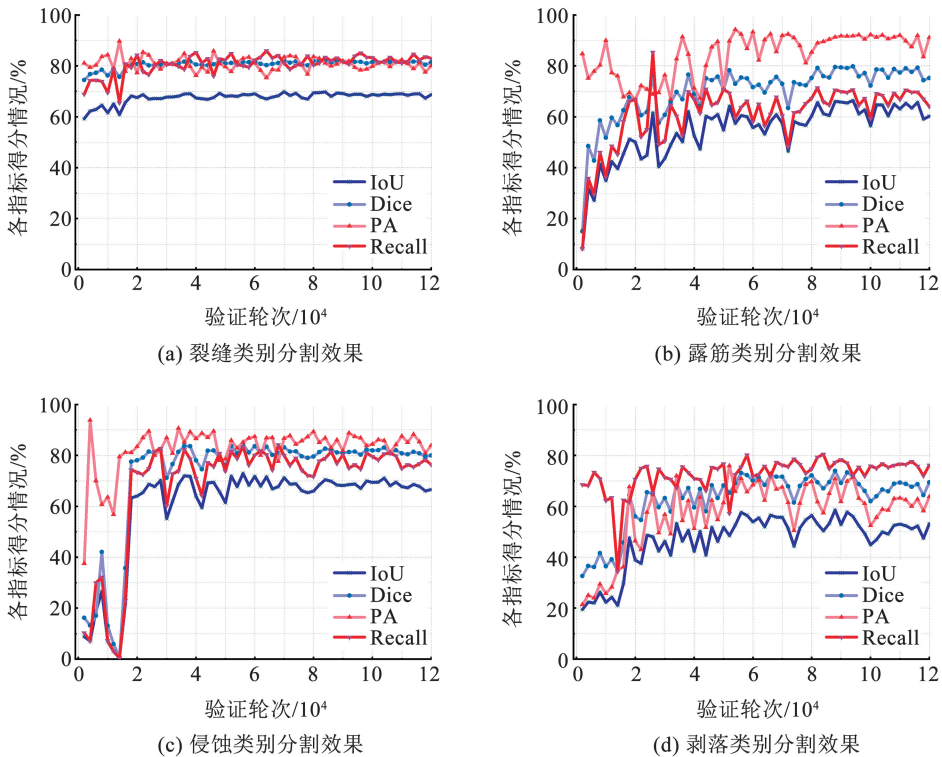 100
80
60
40
20
0
各指标得分情况/%
IoU
Dice
PA
Recall
0 2 4 6 8 10 12
验证轮次/10⁴
(a) 裂缝类别分割效果
100
80
60
40
20
0
各指标得分情况/%
IoU
Dice
PA
Recall
0 2 4 6 8 10 12
验证轮次/10⁴
(b) 露筋类别分割效果
100
80
60
40
20
0
各指标得分情况/%
IoU
Dice
PA
Recall
0 2 4 6 8 10 12
验证轮次/10⁴
(c) 侵蚀类别分割效果
100
80
60
40
20
0
各指标得分情况/%
IoU
Dice
PA
Recall
0 2 4 6 8 10 12
验证轮次/10⁴
(d) 剥落类别分割效果